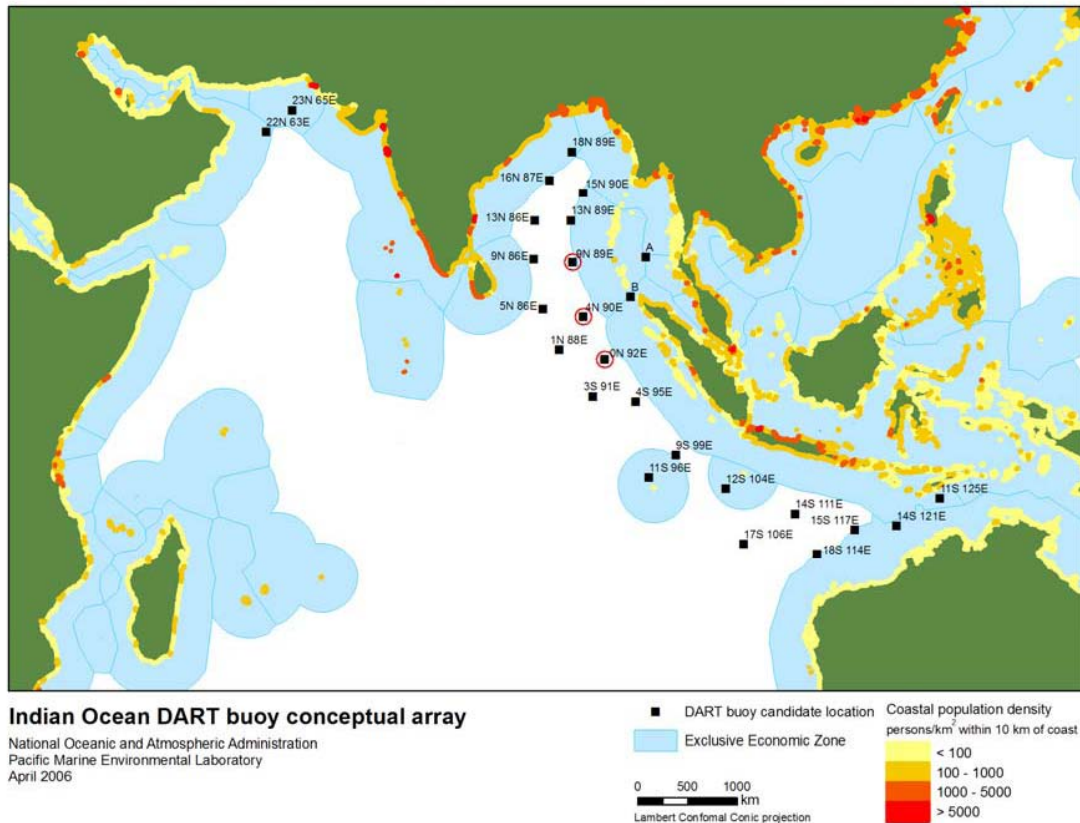 23N 65E
22N 63E
18N 89E
16N 87E
15N 90E
13N 86E
13N 89E
9N 86E
9N 89E
A
B
5N 86E
4N 90E
1N 88E
0N 92E
3S 91E
4S 95E
9S 99E
11S 96E
12S 104E
11S 125E
14S 111E
15S 117E
14S 121E
17S 106E
18S 114E
Indian Ocean DART buoy conceptual array
National Oceanic and Atmospheric Administration
Pacific Marine Environmental Laboratory
April 2006
DART buoy candidate location
Exclusive Economic Zone
0 500 1000
km
Lambert Confomal Conic projection
Coastal population density
persons/km² within 10 km of coast
< 100
100 - 1000
1000 - 5000
> 5000